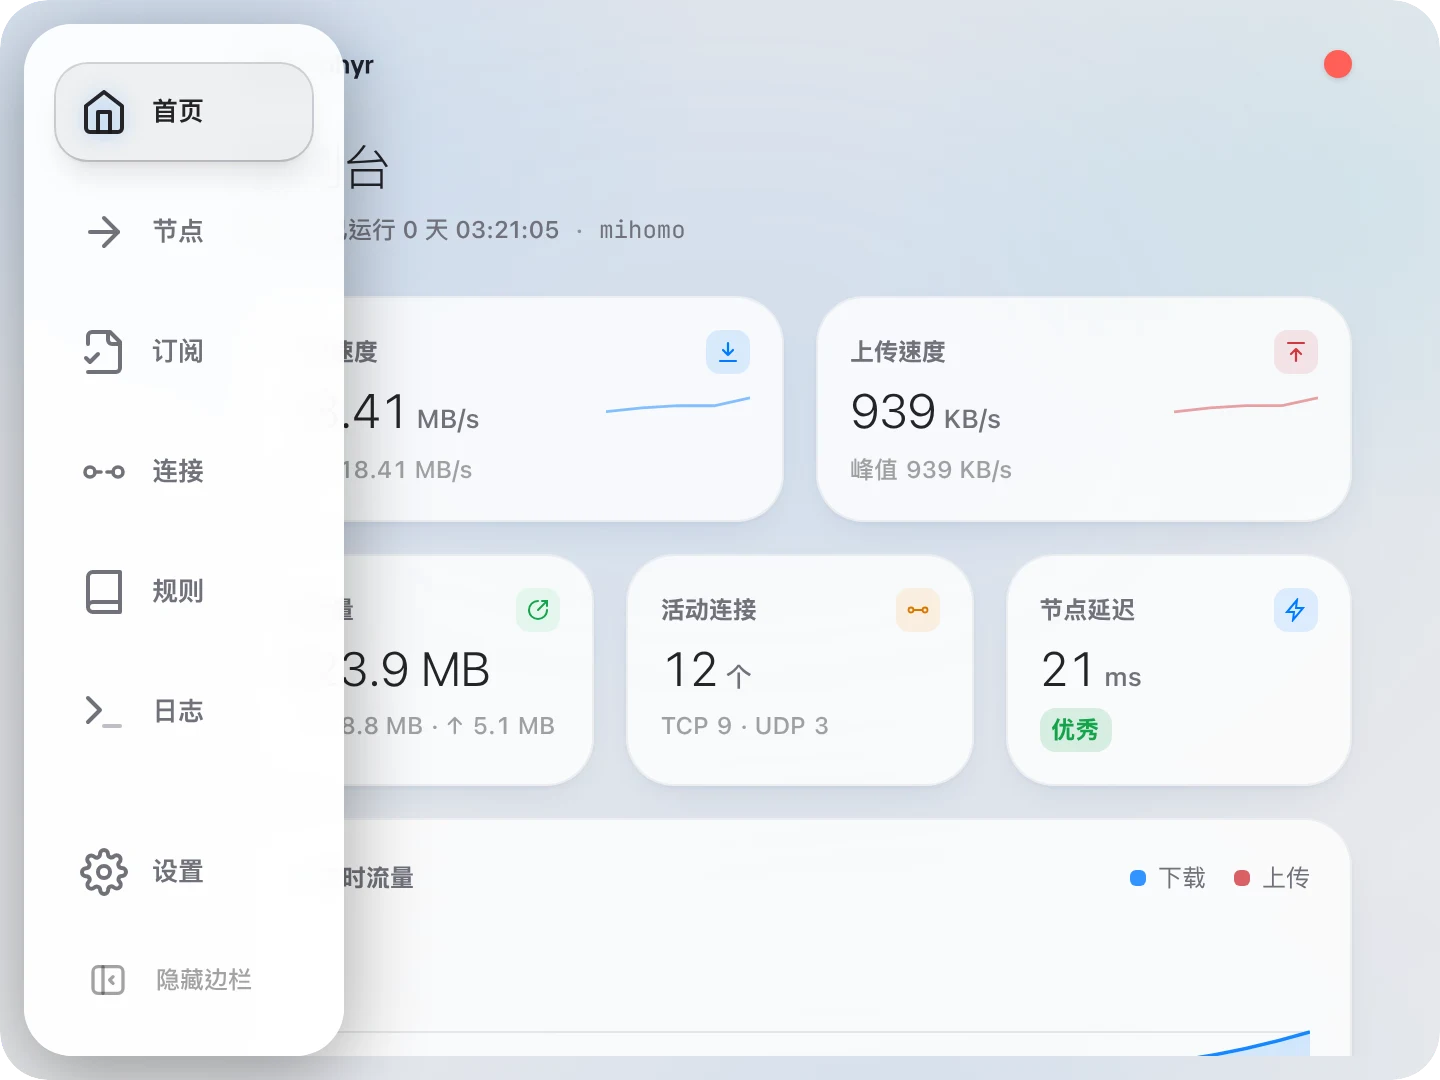 首页
节点
订阅
连接
规则
日志
设置
隐藏边栏
hyr
台
运行 0 天 03:21:05 · mihomo
速度
.41 MB/s
18.41 MB/s
上传速度
939 KB/s
峰值 939 KB/s
量
23.9 MB
8.8 MB · ↑ 5.1 MB
活动连接
12 个
TCP 9 · UDP 3
节点延迟
21 ms
优秀
时流量
下载
上传